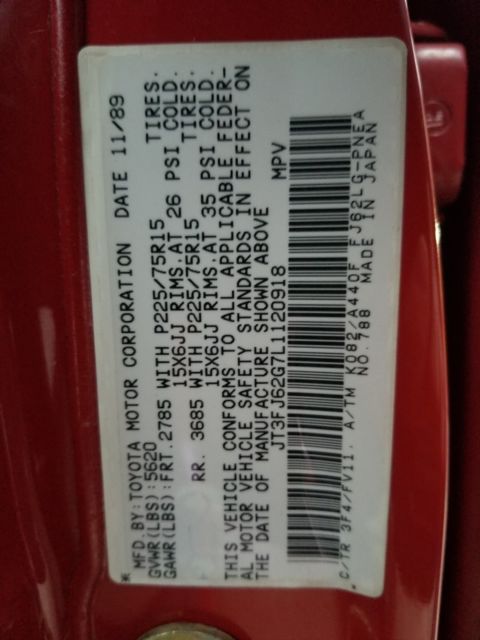 MFD.BY:TOYOTA MOTOR CORPORATION DATE 11/89
GVWR(LBS):5620
GAWR(LBS):FRT.2785 WITH P225/75R15 TIRES.
15X6JJ RIMS.AT 26 PSI COLD.
RR. 3685 WITH P225/75R15 TIRES.
15X6JJ RIMS.AT 35 PSI COLD.
THIS VEHICLE CONFORMS TO ALL APPLICABLE FEDER-
AL MOTOR VEHICLE SAFETY STANDARDS IN EFFECT ON
THE DATE OF MANUFACTURE SHOWN ABOVE
JT3FJ62G7L1120918 MPV
C/TR 3F4/FV11. A/TM K082/A440F FJ62LG-PNEA
NO.788 MADE IN JAPAN